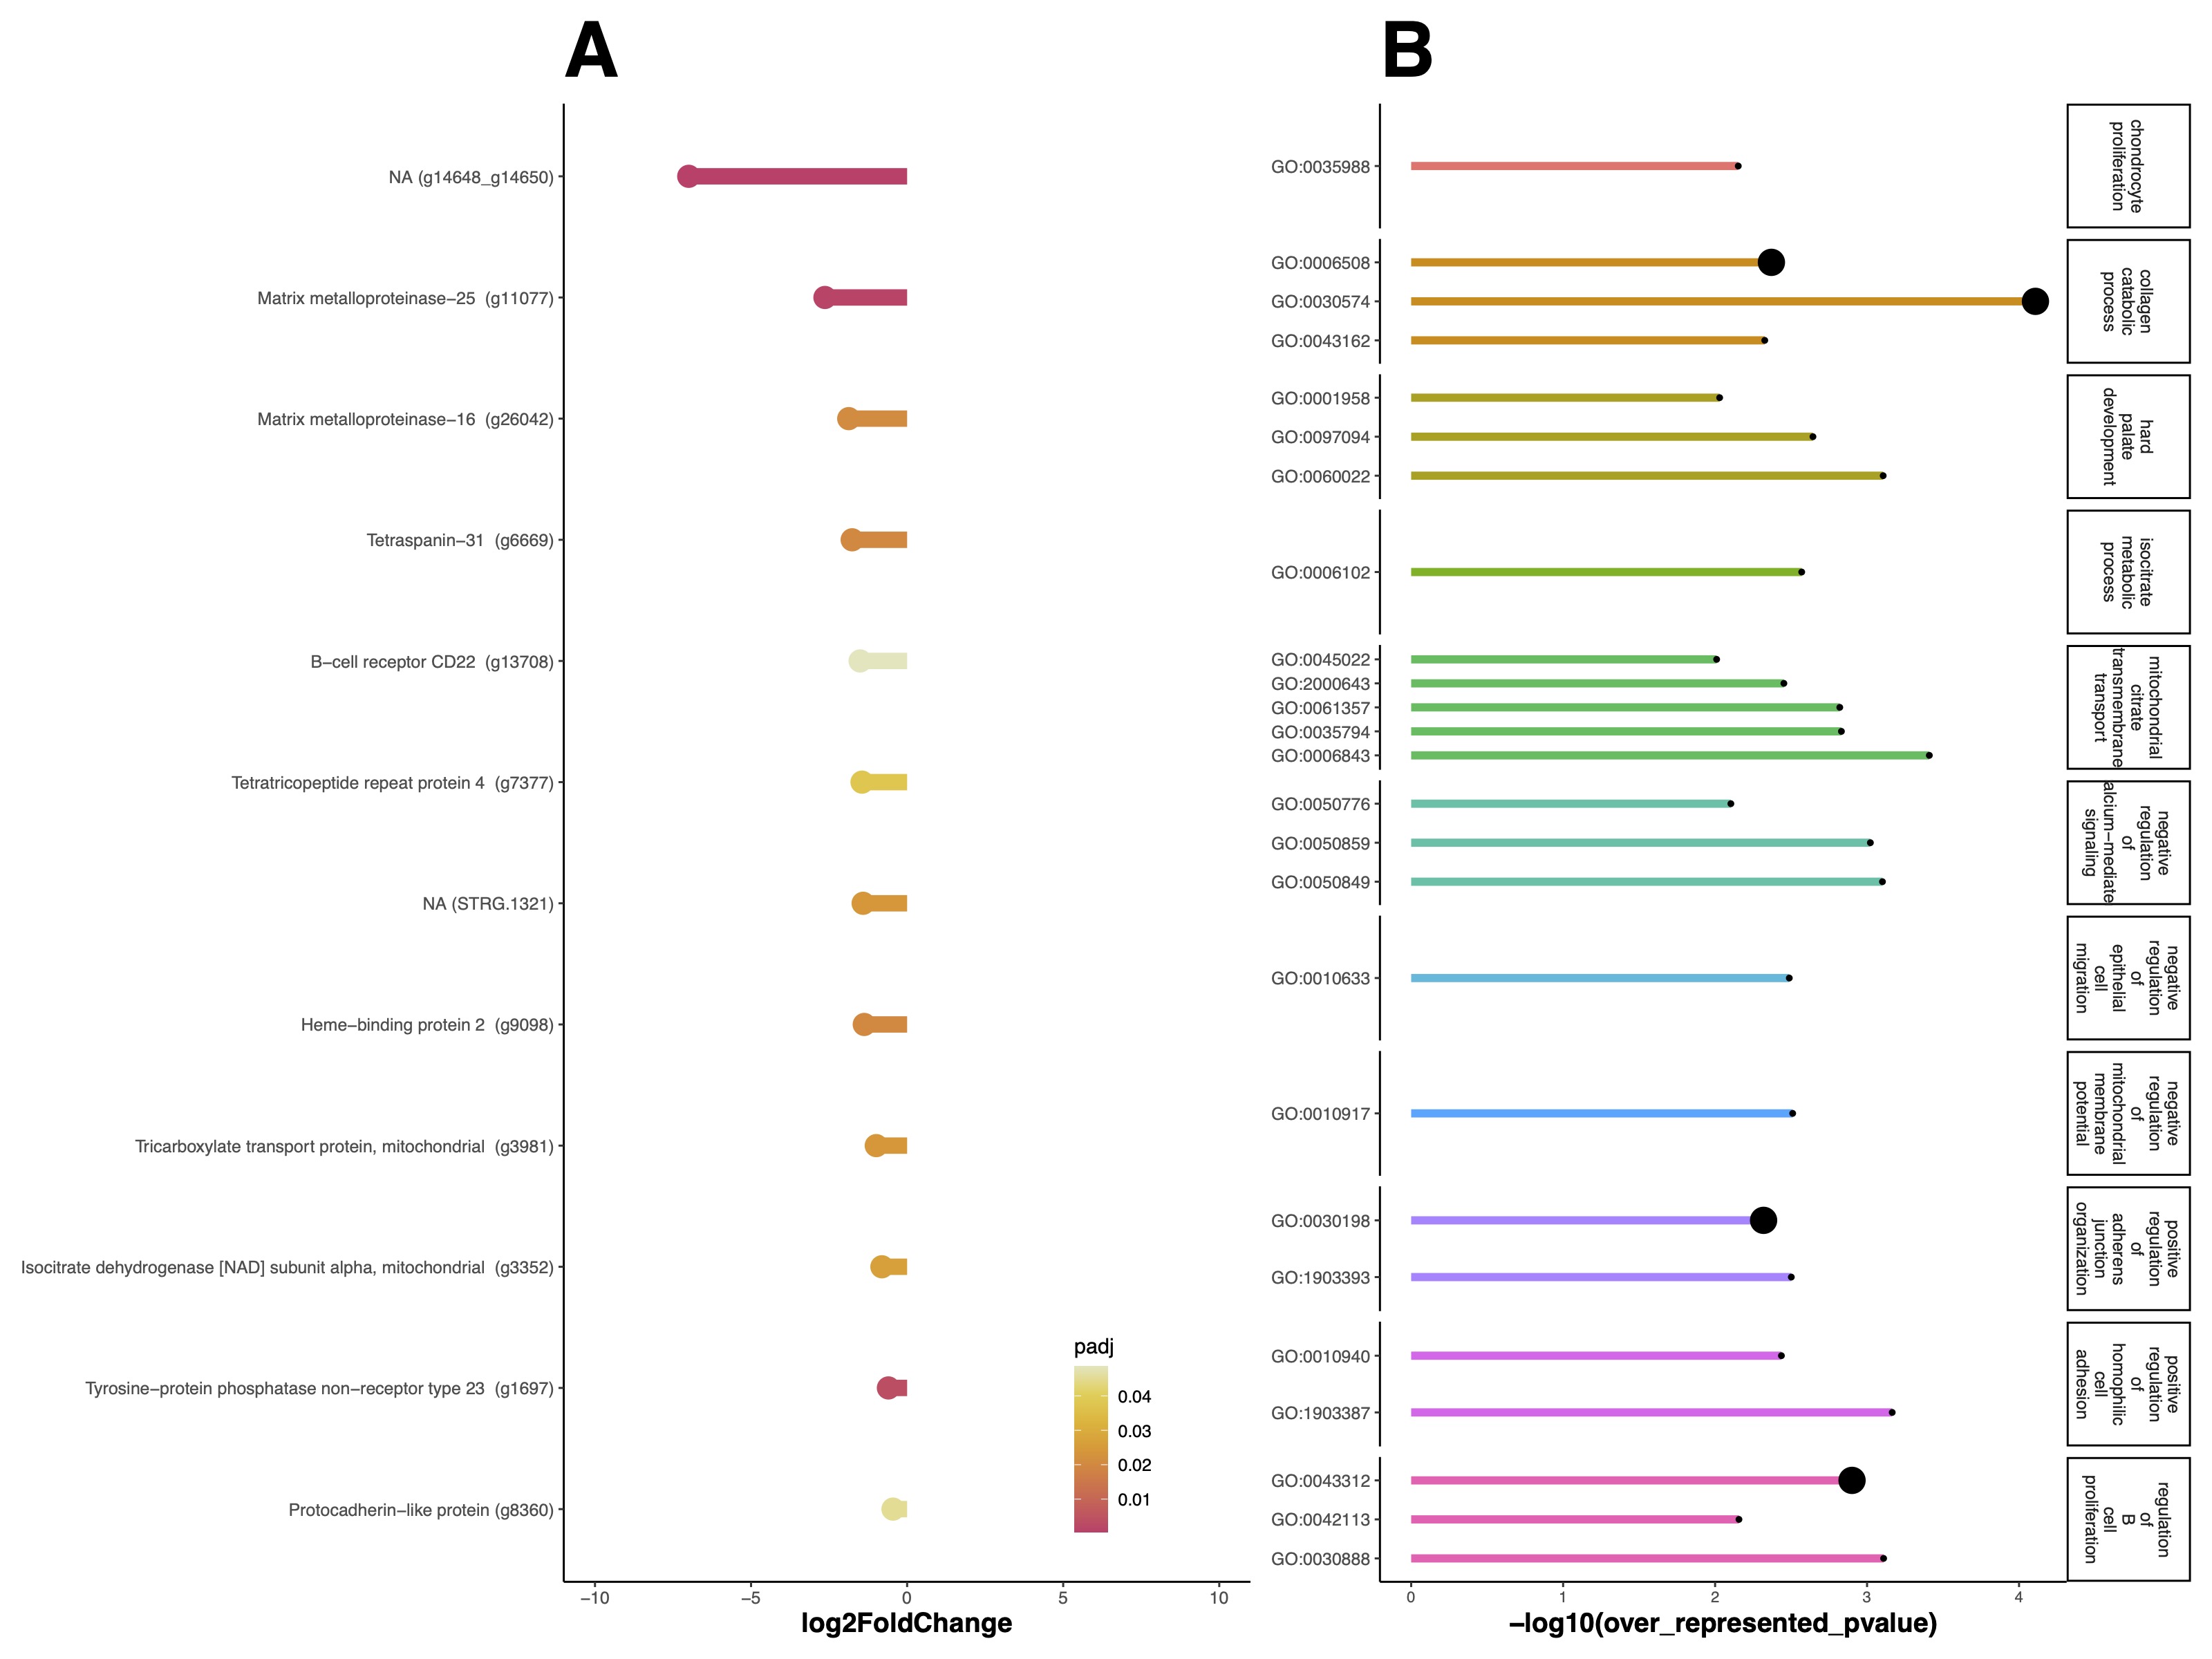 A
NA (g14648_g14650)
Matrix metalloproteinase−25 (g11077)
Matrix metalloproteinase−16 (g26042)
Tetraspanin−31 (g6669)
B−cell receptor CD22 (g13708)
Tetratricopeptide repeat protein 4 (g7377)
NA (STRG.1321)
Heme−binding protein 2 (g9098)
Tricarboxylate transport protein, mitochondrial (g3981)
Isocitrate dehydrogenase [NAD] subunit alpha, mitochondrial (g3352)
Tyrosine−protein phosphatase non−receptor type 23 (g1697)
Protocadherin−like protein (g8360)
padj
0.04
0.03
0.02
0.01
−10
−5
0
5
10
log2FoldChange
B
GO:0035988
chondrocyte
proliferation
GO:0006508
GO:0030574
GO:0043162
collagen
catabolic
process
GO:0001958
GO:0097094
GO:0060022
hard
palate
development
GO:0006102
isocitrate
metabolic
process
GO:0045022
GO:2000643
GO:0061357
GO:0035794
GO:0006843
mitochondrial
citrate
transmembrane
transport
GO:0050776
GO:0050859
GO:0050849
negative
regulation
of
alcium−mediate
signaling
GO:0010633
negative
regulation
of
epithelial
cell
migration
GO:0010917
negative
regulation
of
mitochondrial
membrane
potential
GO:0030198
GO:1903393
positive
regulation
of
adherens
junction
organization
GO:0010940
GO:1903387
positive
regulation
of
homophilic
cell
adhesion
GO:0043312
GO:0042113
GO:0030888
regulation
of
B
cell
proliferation
0
1
2
3
4
−log10(over_represented_pvalue)